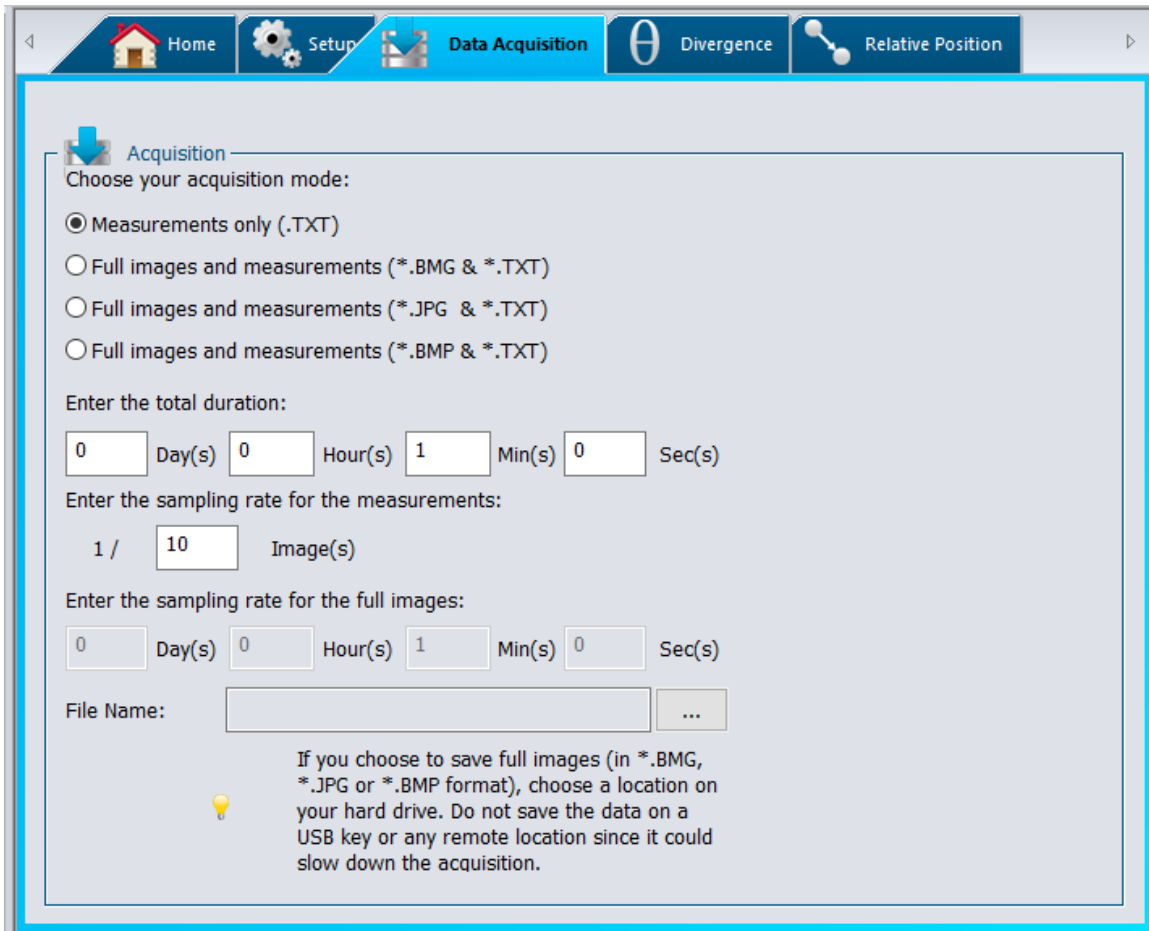 Home Setup Data Acquisition θ Divergence Relative Position
Acquisition
Choose your acquisition mode:
Measurements only (.TXT)
Full images and measurements (*.BMG & *.TXT)
Full images and measurements (*.JPG & *.TXT)
Full images and measurements (*.BMP & *.TXT)
Enter the total duration:
0 Day(s) 0 Hour(s) 1 Min(s) 0 Sec(s)
Enter the sampling rate for the measurements:
1 / 10 Image(s)
Enter the sampling rate for the full images:
0 Day(s) 0 Hour(s) 1 Min(s) 0 Sec(s)
File Name: ...
If you choose to save full images (in *.BMG,
*.JPG or *.BMP format), choose a location on
your hard drive. Do not save the data on a
USB key or any remote location since it could
slow down the acquisition.